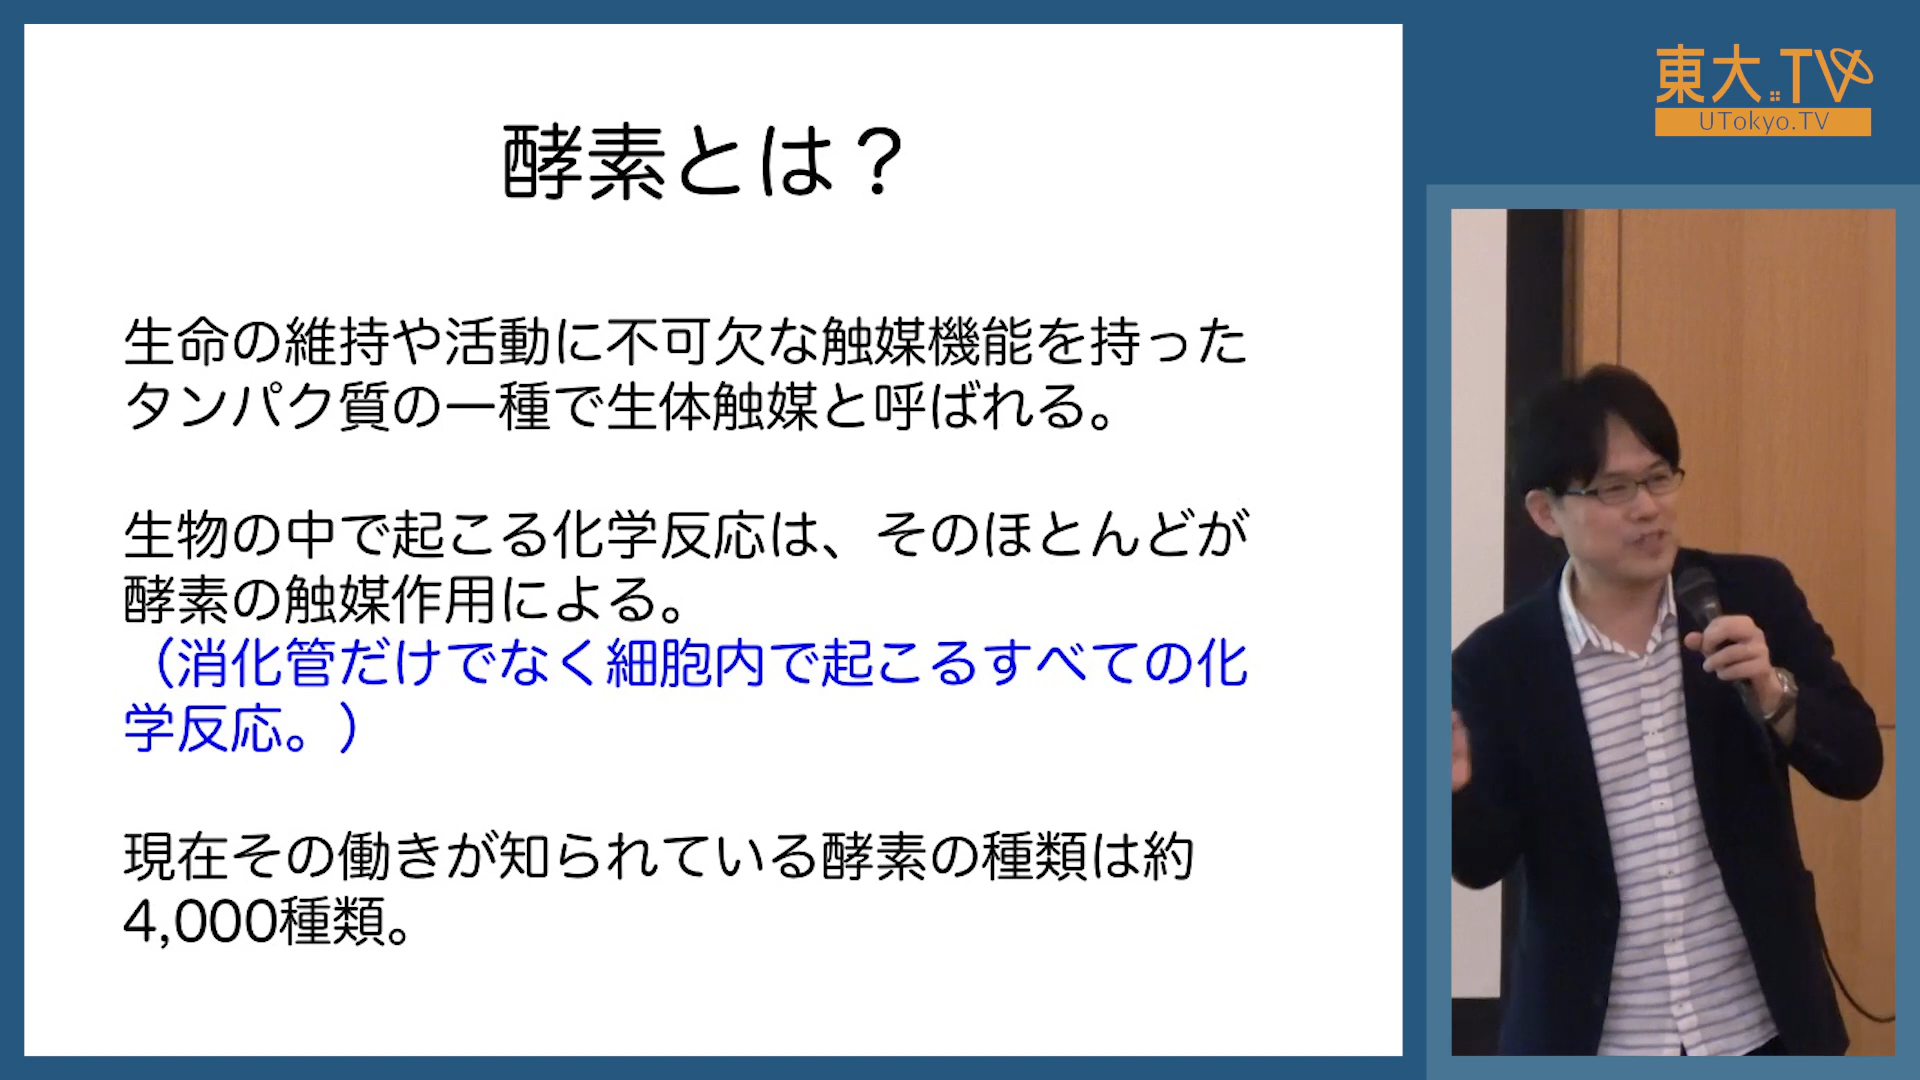 酵素とは？
生命の維持や活動に不可欠な触媒機能を持った
タンパク質の一種で生体触媒と呼ばれる。
生物の中で起こる化学反応は、そのほとんどが
酵素の触媒作用による。
（消化管だけでなく細胞内で起こるすべての化
学反応。）
現在その働きが知られている酵素の種類は約
4,000種類。
東大TV
UTokyo.TV